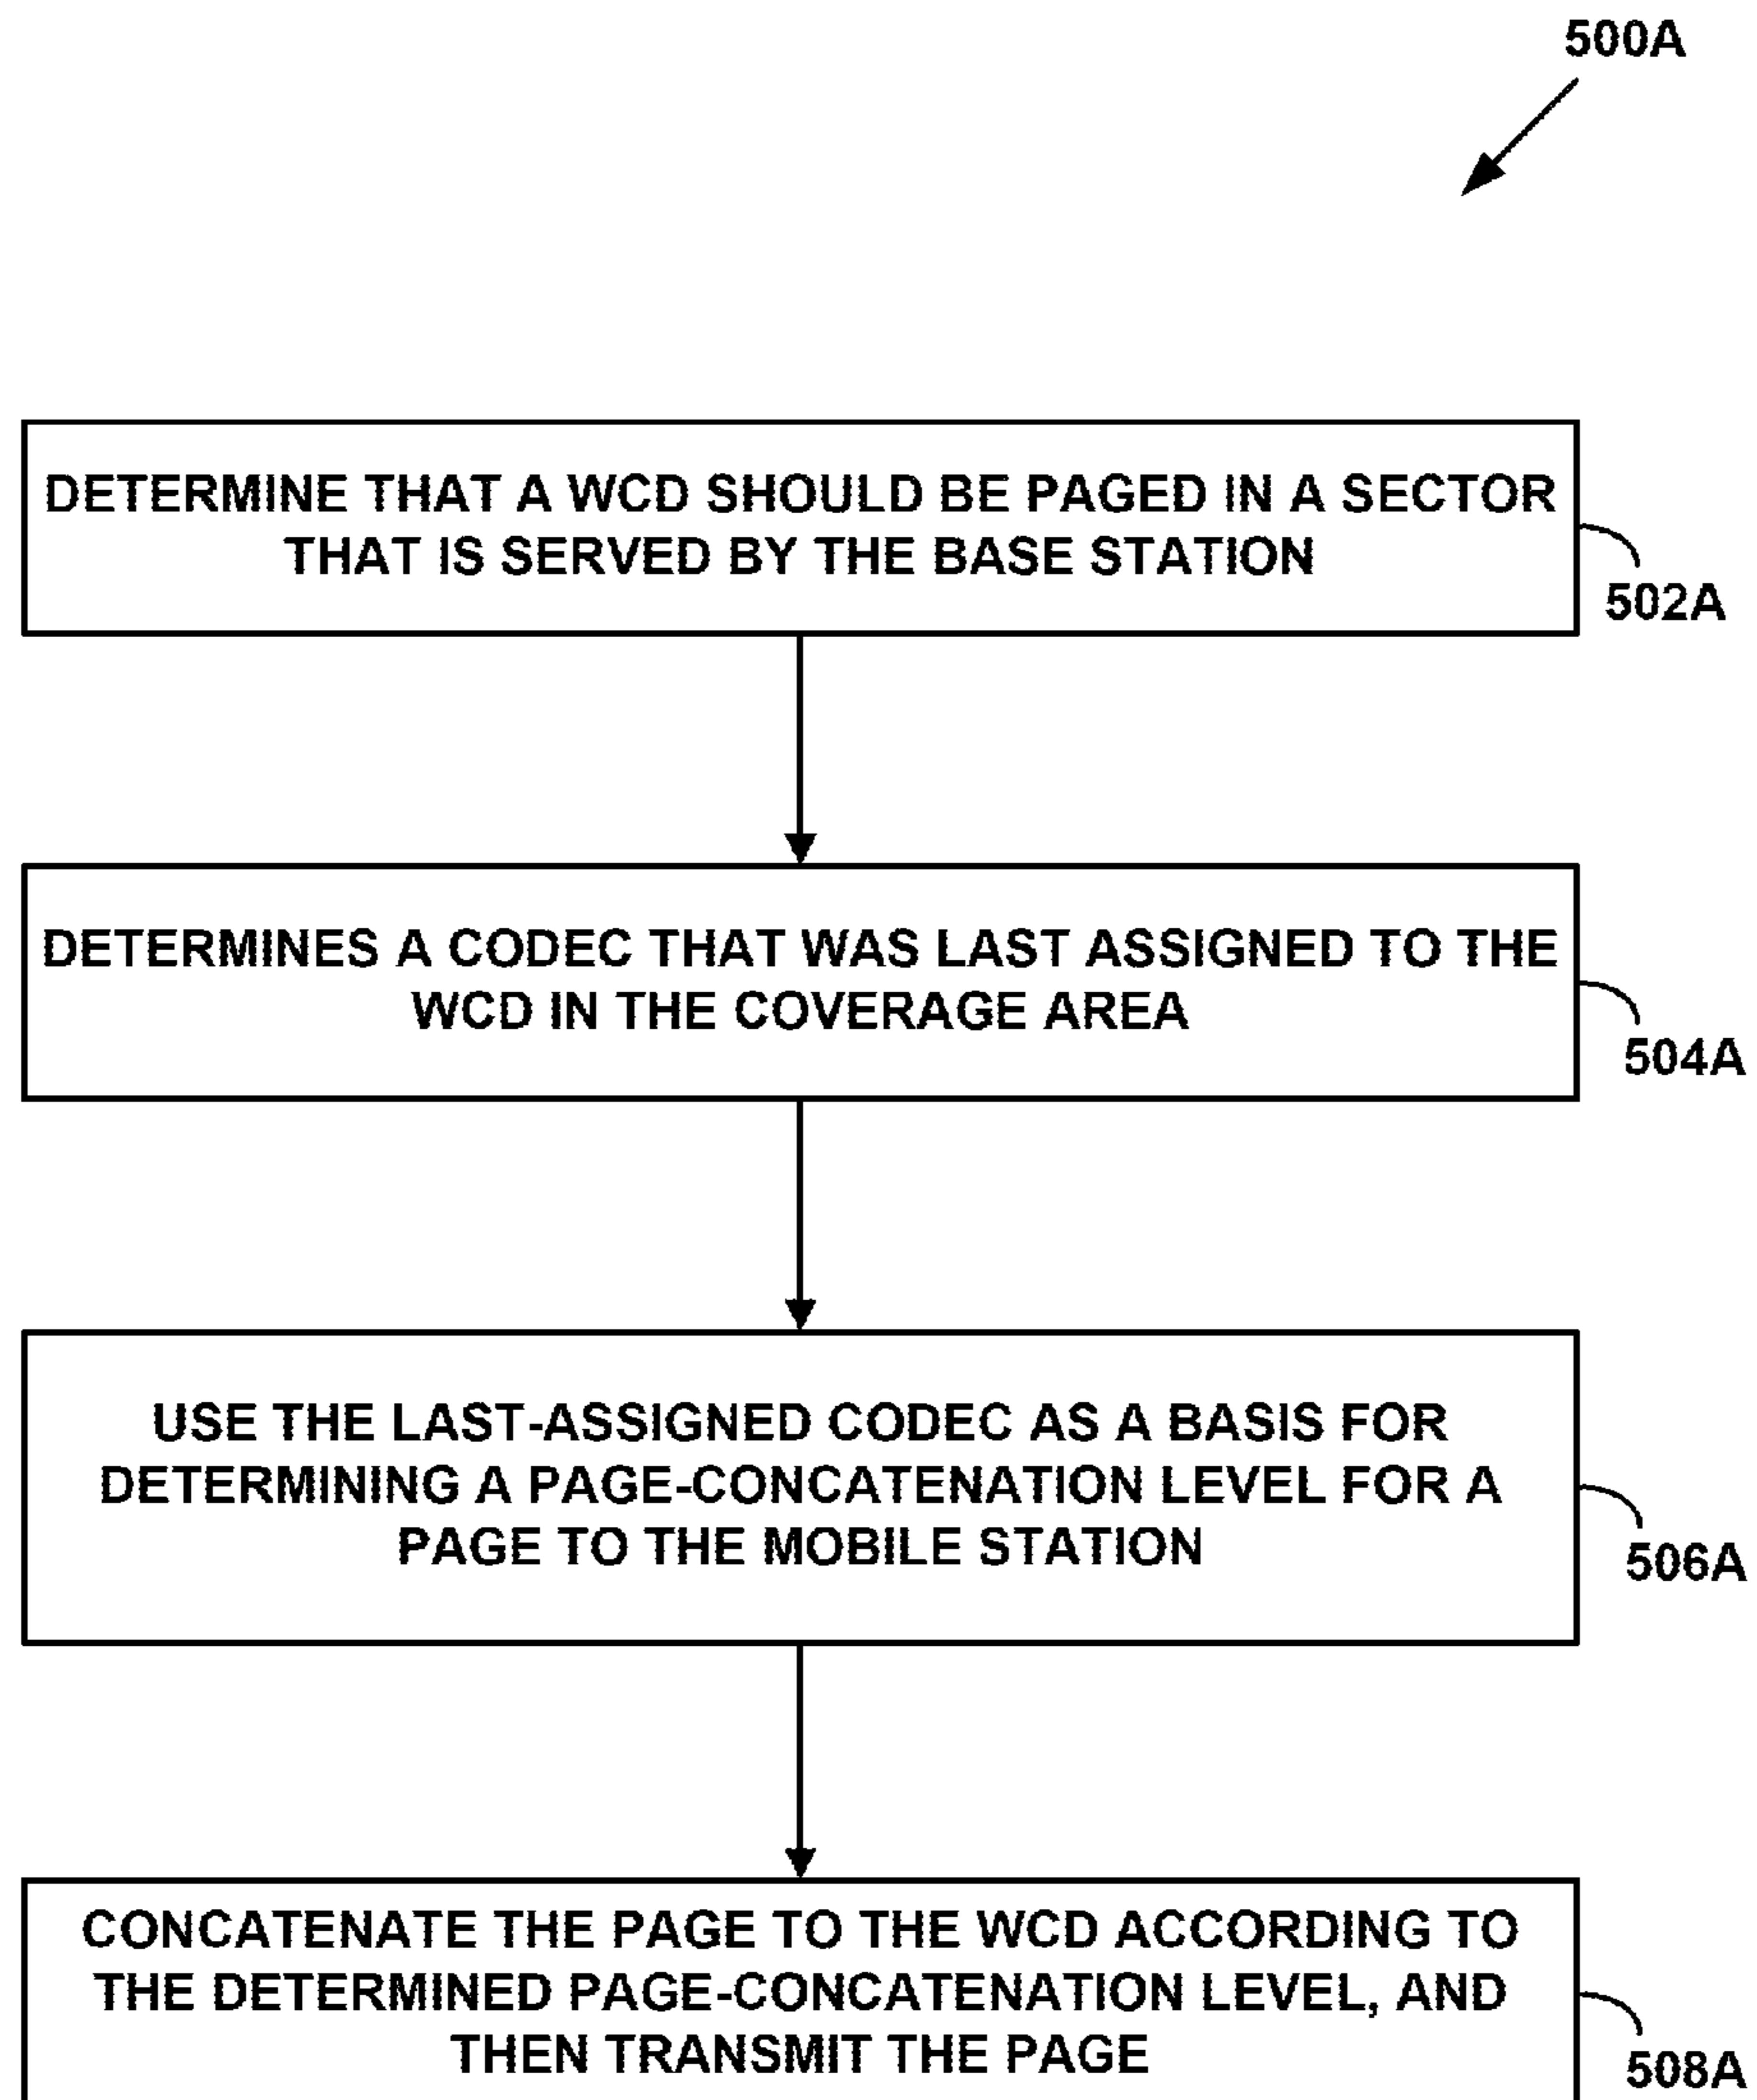 500A
DETERMINE THAT A WCD SHOULD BE PAGED IN A SECTOR
THAT IS SERVED BY THE BASE STATION
502A
DETERMINES A CODEC THAT WAS LAST ASSIGNED TO THE
WCD IN THE COVERAGE AREA
504A
USE THE LAST-ASSIGNED CODEC AS A BASIS FOR
DETERMINING A PAGE-CONCATENATION LEVEL FOR A
PAGE TO THE MOBILE STATION
506A
CONCATENATE THE PAGE TO THE WCD ACCORDING TO
THE DETERMINED PAGE-CONCATENATION LEVEL, AND
THEN TRANSMIT THE PAGE
508A